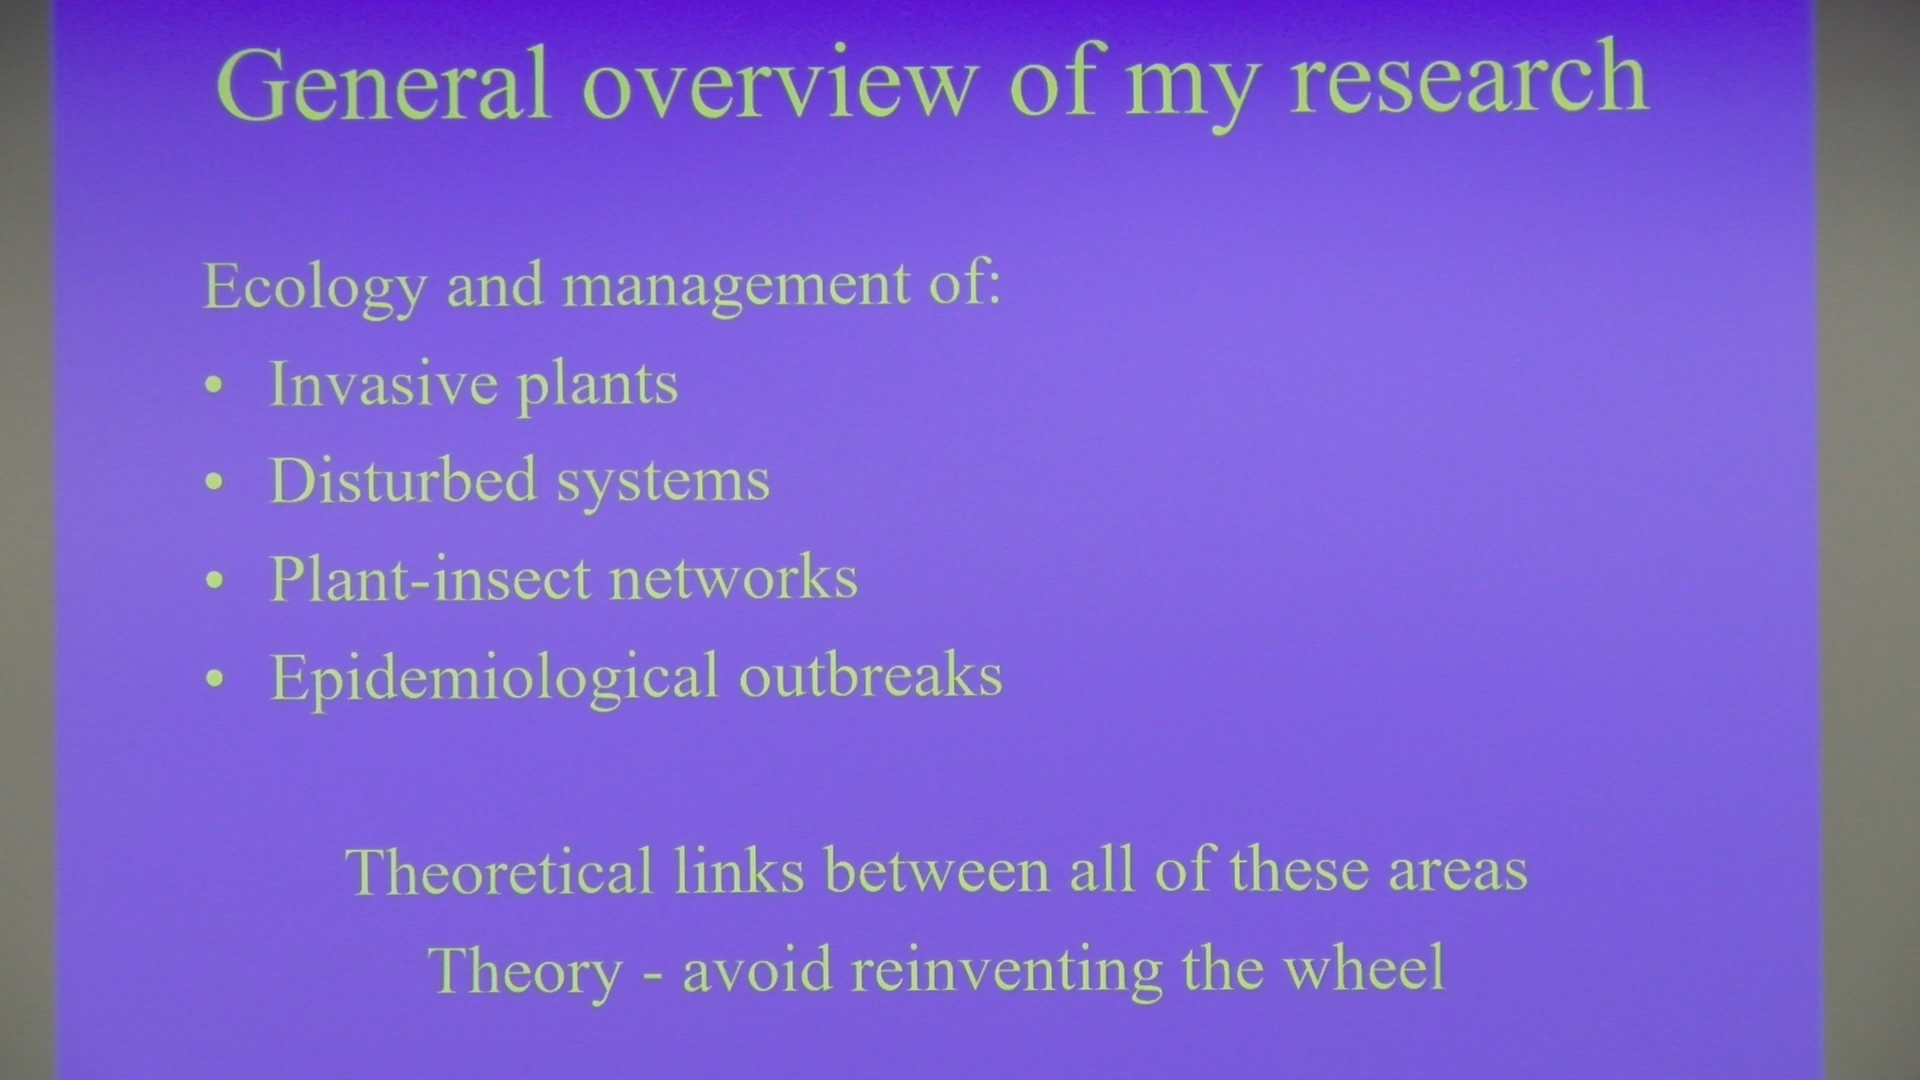 General overview of my research
Ecology and management of:
• Invasive plants
• Disturbed systems
• Plant-insect networks
• Epidemiological outbreaks
Theoretical links between all of these areas
Theory - avoid reinventing the wheel